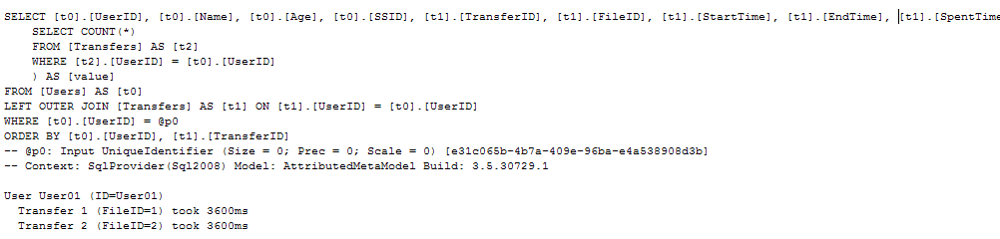 SELECT [t0].[UserID], [t0].[Name], [t0].[Age], [t0].[SSID], [t1].[TransferID], [t1].[FileID], [t1].[StartTime], [t1].[EndTime], [t1].[SpentTime
SELECT COUNT(*)
FROM [Transfers] AS [t2]
WHERE [t2].[UserID] = [t0].[UserID]
) AS [value]
FROM [Users] AS [t0]
LEFT OUTER JOIN [Transfers] AS [t1] ON [t1].[UserID] = [t0].[UserID]
WHERE [t0].[UserID] = @p0
ORDER BY [t0].[UserID], [t1].[TransferID]
-- @p0: Input UniqueIdentifier (Size = 0; Prec = 0; Scale = 0) [e31c065b-4b7a-409e-96ba-e4a538908d3b]
-- Context: SqlProvider(Sql2008) Model: AttributedMetaModel Build: 3.5.30729.1
User User01 (ID=User01)
Transfer 1 (FileID=1) took 3600ms
Transfer 2 (FileID=2) took 3600ms